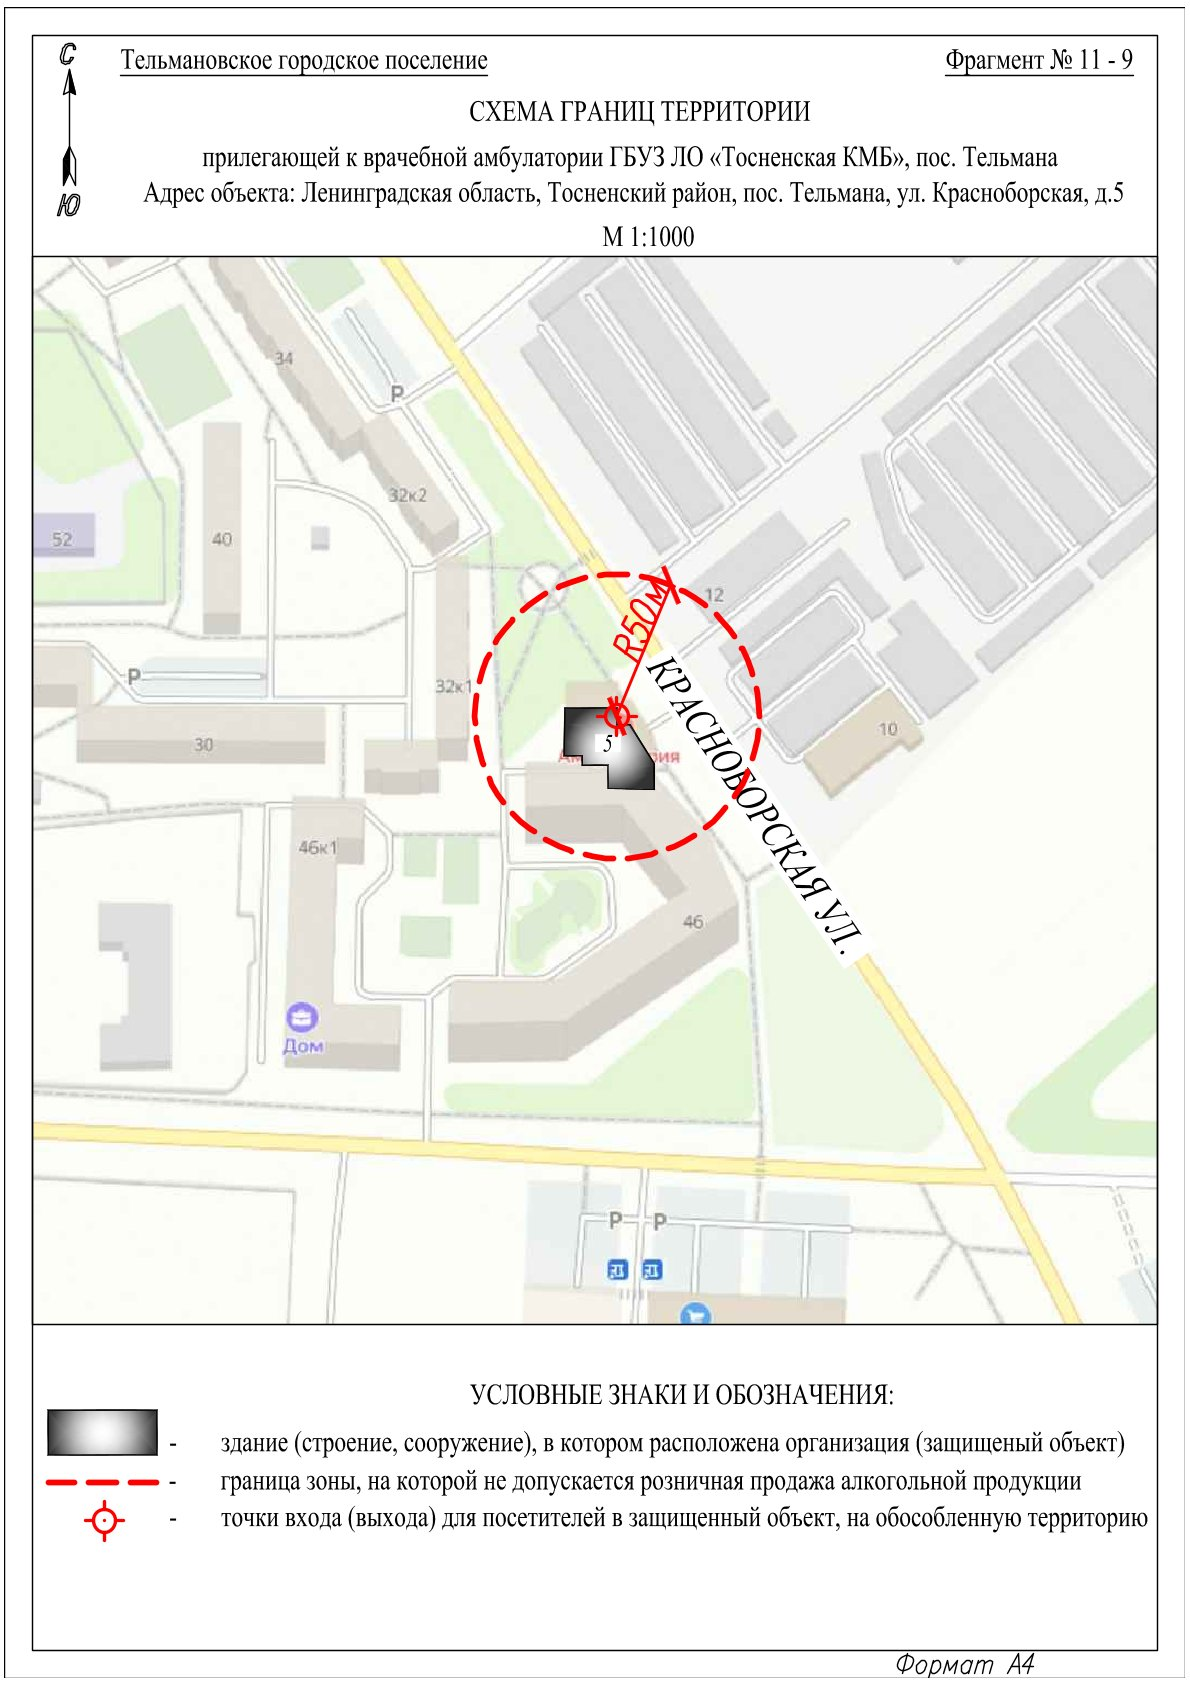 С
Тельмановское городское поселение
Фрагмент № 11 - 9
СХЕМА ГРАНИЦ ТЕРРИТОРИИ
прилегающей к врачебной амбулатории ГБУЗ ЛО «Тосненская КМБ», пос. Тельмана
Адрес объекта: Ленинградская область, Тосненский район, пос. Тельмана, ул. Красноборская, д.5
Ю
М 1:1000
34
Р
32к2
52
40
12
R50м
Р
32к1
КРАСНОБОРСКАЯ УЛ.
30
5
10
46к1
46
Дом
Р
Р
УСЛОВНЫЕ ЗНАКИ И ОБОЗНАЧЕНИЯ:
- здание (строение, сооружение), в котором расположена организация (защищеный объект)
- граница зоны, на которой не допускается розничная продажа алкогольной продукции
- точки входа (выхода) для посетителей в защищенный объект, на обособленную территорию
Формат А4